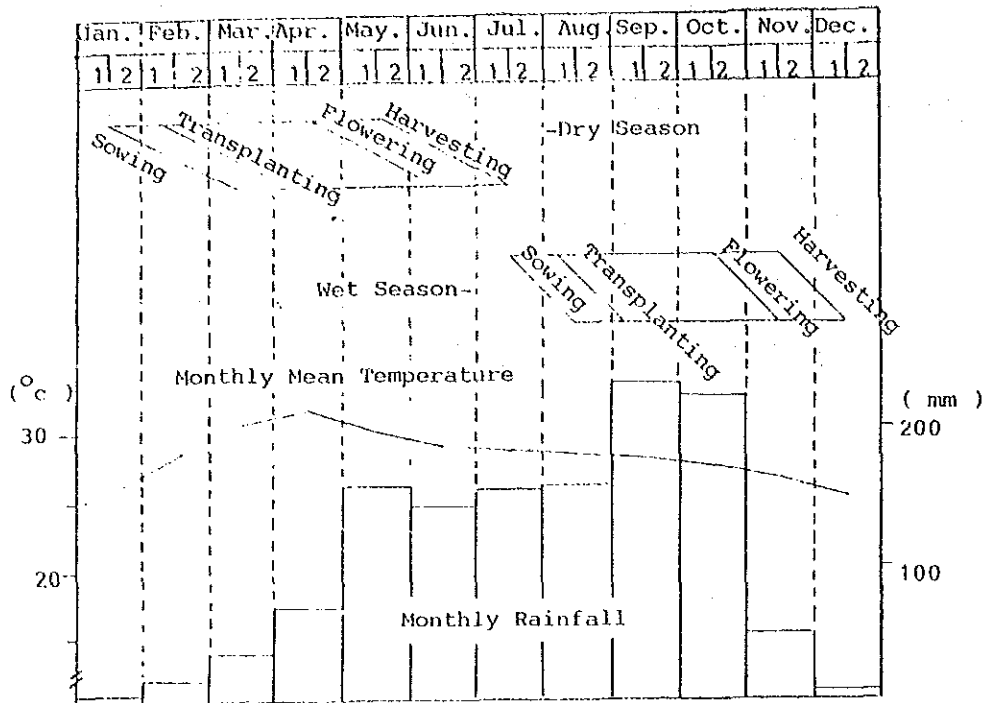 Jan. Feb. Mar. Apr. May. Jun. Jul. Aug Sep. Oct. Nov. Dec.
1 2 1 2 1 2 1 2 1 2 1 2 1 2 1 2 1 2 1 2 1 2 1 2
Sowing
Transplanting
Flowering
Harvesting
-Dry Season
Wet Season-
Sowing
Transplanting
Flowering
Harvesting
Monthly Mean Temperature
(°c )
( mm )
30
200
20
100
Monthly Rainfall